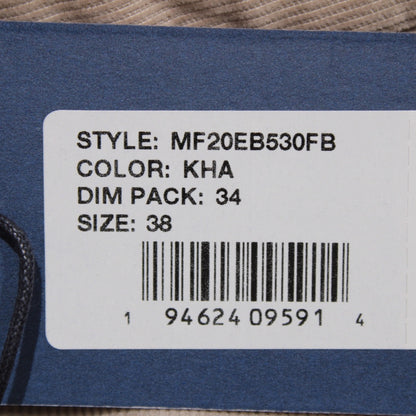 STYLE: MF20EB530FB
COLOR: KHA
DIM PACK: 34
SIZE: 38
1 94624 09591 4